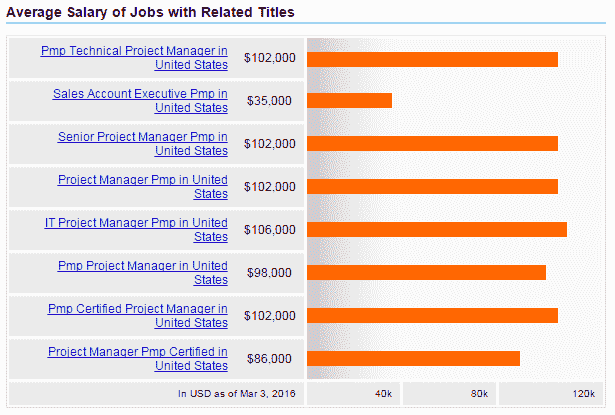 Average Salary of Jobs with Related Titles
Pmp Technical Project Manager in
United States
$102,000
Sales Account Executive Pmp in
United States
$35,000
Senior Project Manager Pmp in
United States
$102,000
Project Manager Pmp in United
States
$102,000
IT Project Manager Pmp in United
States
$106,000
Pmp Project Manager in United
States
$98,000
Pmp Certified Project Manager in
United States
$102,000
Project Manager Pmp Certified in
United States
$86,000
In USD as of Mar 3, 2016 40k 80k 120k